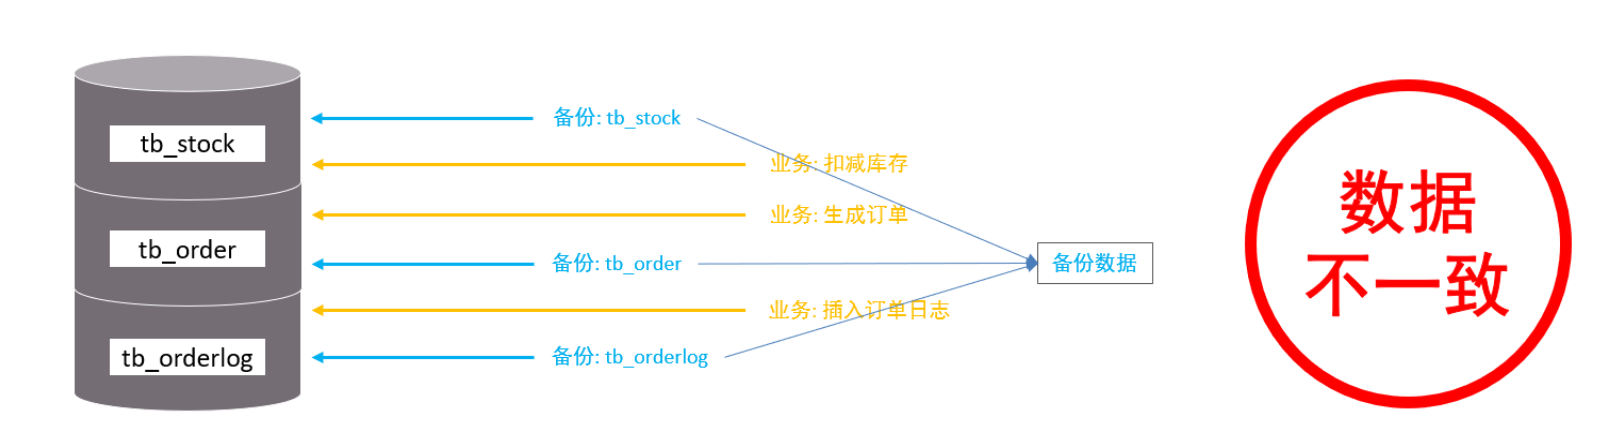 tb_stock
tb_order
tb_orderlog
备份: tb_stock
业务: 扣减库存
业务: 生成订单
备份: tb_order
业务: 插入订单日志
备份: tb_orderlog
备份数据
数据
不一致